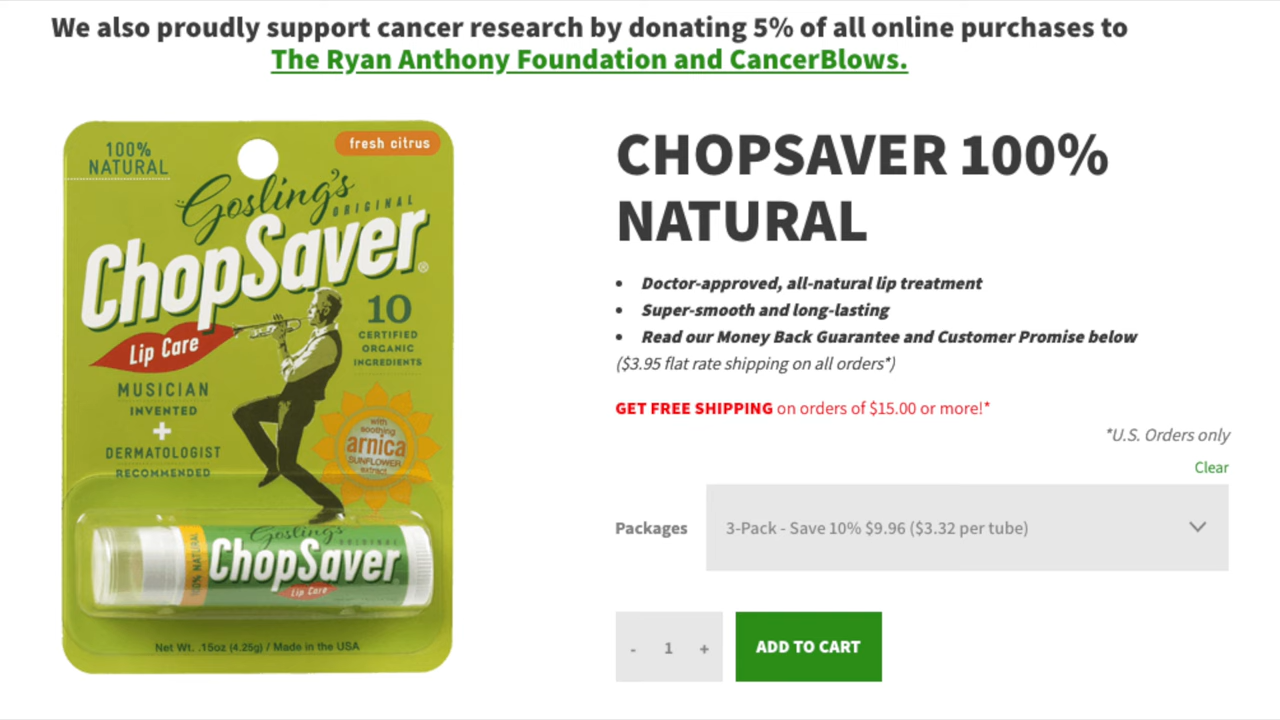 We also proudly support cancer research by donating 5% of all online purchases to
The Ryan Anthony Foundation and CancerBlows.
100%
NATURAL
fresh citrus
Gosling's
ORIGINAL
ChopSaver®
Lip Care
10
CERTIFIED
ORGANIC
INGREDIENTS
MUSICIAN
INVENTED
+
DERMATOLOGIST
RECOMMENDED
with
soothing
arnica
SUNFLOWER
extract
100% NATURAL
Gosling's
ORIGINAL
ChopSaver
Lip Care
Net Wt. .15oz (4.25g) / Made in the USA
CHOPSAVER 100%
NATURAL
• Doctor-approved, all-natural lip treatment
• Super-smooth and long-lasting
• Read our Money Back Guarantee and Customer Promise below
($3.95 flat rate shipping on all orders*)
GET FREE SHIPPING on orders of $15.00 or more!*
*U.S. Orders only
Clear
Packages
3-Pack - Save 10% $9.96 ($3.32 per tube)
- 1 +
ADD TO CART